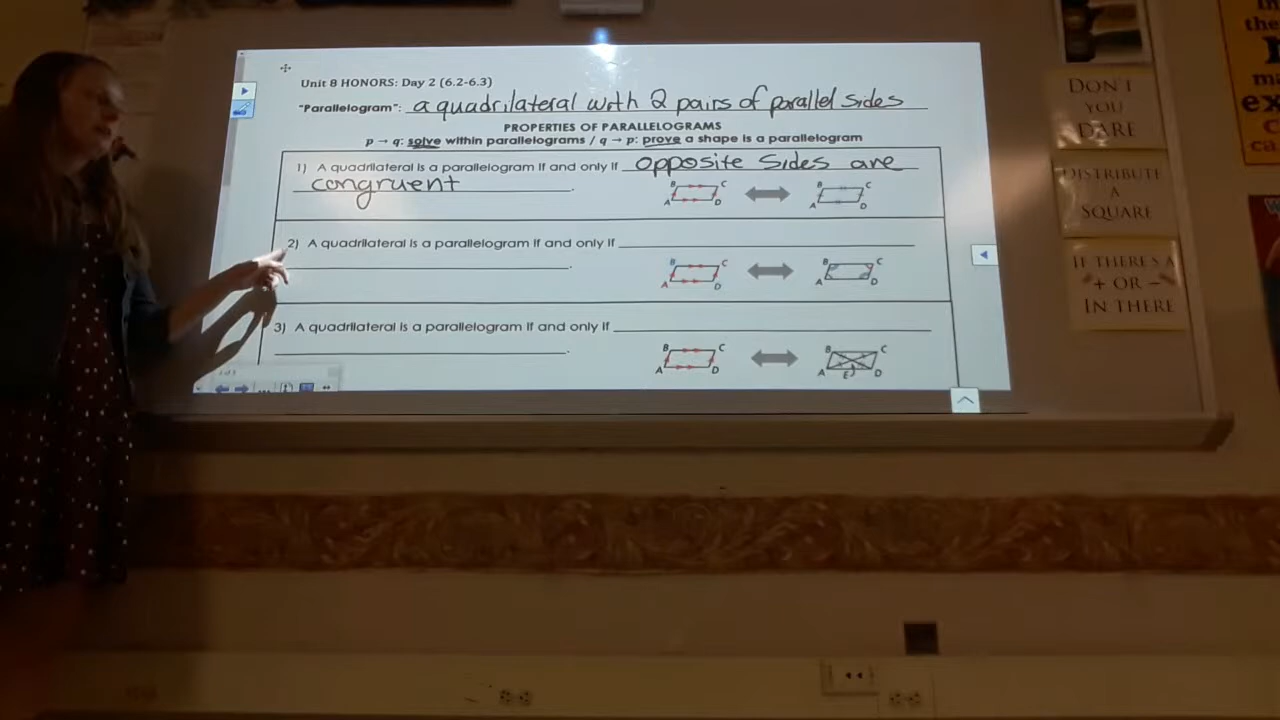 Unit 8 HONORS: Day 2 (6.2-6.3)
"Parallelogram": a quadrilateral with 2 pairs of parallel sides
PROPERTIES OF PARALLELOGRAMS
p → q: solve within parallelograms / q → p: prove a shape is a parallelogram
1) A quadrilateral is a parallelogram if and only if opposite sides are
congruent.
B C A D B C A D
2) A quadrilateral is a parallelogram if and only if
B C A D B C A D
3) A quadrilateral is a parallelogram if and only if
B C A D B C A E D
DON'T
YOU
DARE
DISTRIBUTE
A
SQUARE
IF THERE'S A
+ OR –
IN THERE